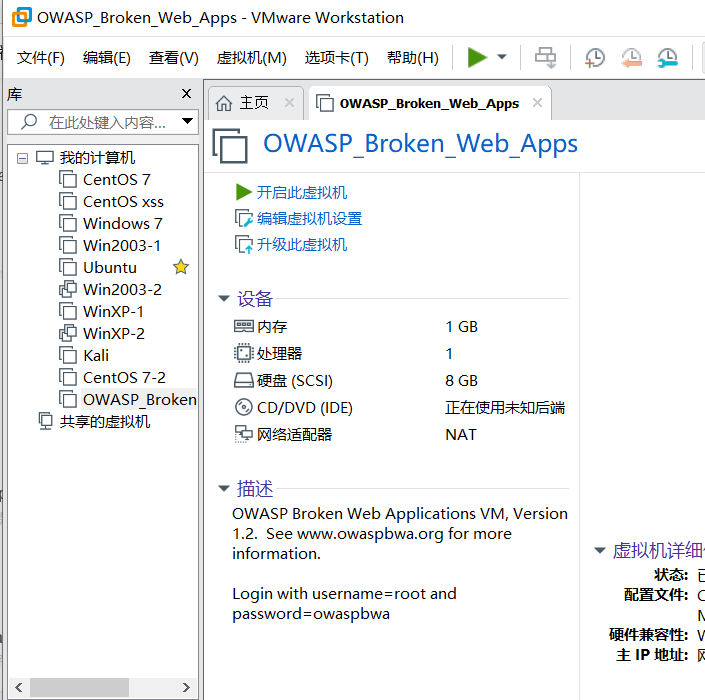 OWASP_Broken_Web_Apps - VMware Workstation
文件(F) 编辑(E) 查看(V) 虚拟机(M) 选项卡(T) 帮助(H)
库
在此处键入内容...
我的计算机
CentOS 7
CentOS xss
Windows 7
Win2003-1
Ubuntu
Win2003-2
WinXP-1
WinXP-2
Kali
CentOS 7-2
OWASP_Broken
共享的虚拟机
主页
OWASP_Broken_Web_Apps
OWASP_Broken_Web_Apps
开启此虚拟机
编辑虚拟机设置
升级此虚拟机
设备
内存 1 GB
处理器 1
硬盘 (SCSI) 8 GB
CD/DVD (IDE) 正在使用未知后端
网络适配器 NAT
描述
OWASP Broken Web Applications VM, Version
1.2. See www.owaspbwa.org for more
information.
Login with username=root and
password=owaspbwa
虚拟机详细
状态:
配置文件:
硬件兼容性:
主 IP 地址: